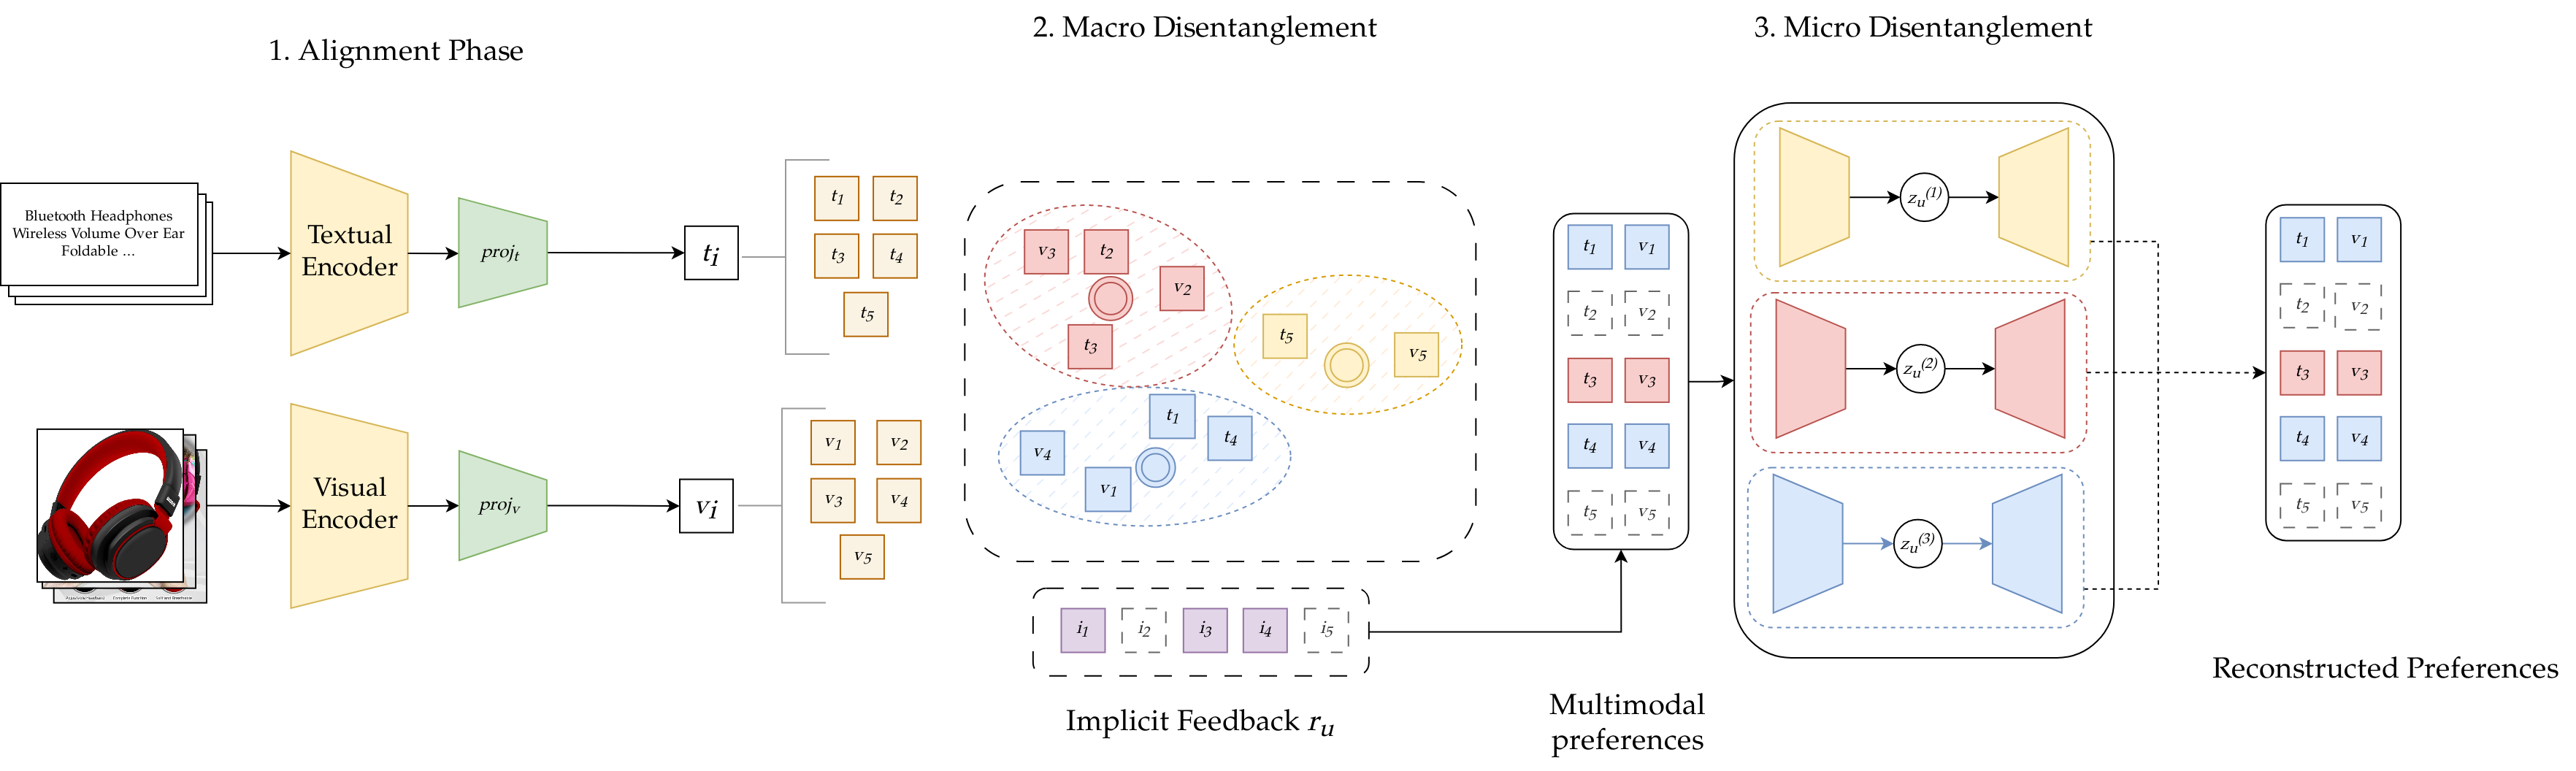 1. Alignment Phase
2. Macro Disentanglement
3. Micro Disentanglement
Bluetooth Headphones
Wireless Volume Over Ear
Foldable ...
Textual
Encoder
proj_t
t_i
t_1 t_2
t_3 t_4
t_5
Visual
Encoder
proj_v
v_i
v_1 v_2
v_3 v_4
v_5
v_3 t_2
v_2
t_3
t_5
v_5
t_1
t_4
v_4
v_1
i_1 i_2 i_3 i_4 i_5
Implicit Feedback r_u
t_1 v_1
t_2 v_2
t_3 v_3
t_4 v_4
t_5 v_5
Multimodal
preferences
z_u^(1)
z_u^(2)
z_u^(3)
t_1 v_1
t_2 v_2
t_3 v_3
t_4 v_4
t_5 v_5
Reconstructed Preferences